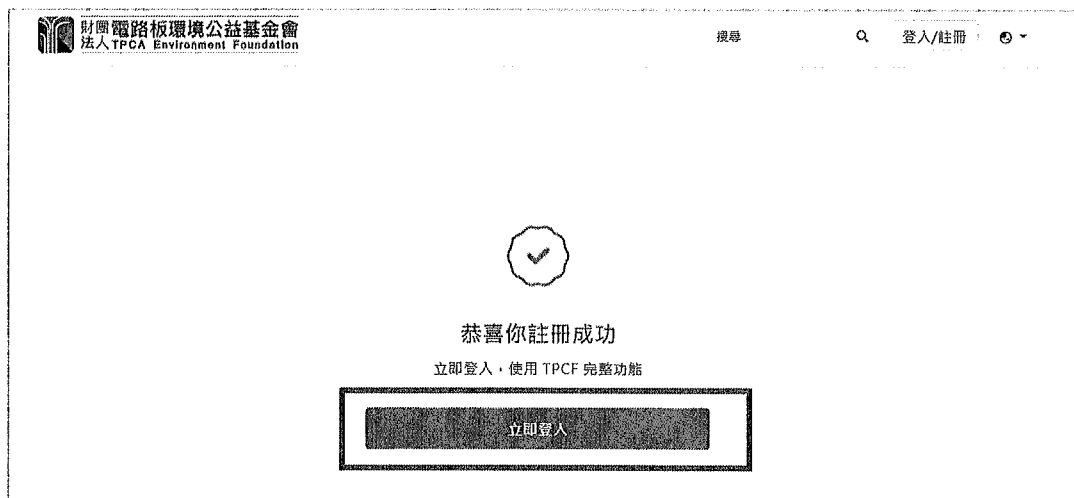 財團
法人
電路板環境公益基金會
TPCA Environment Foundation
搜尋
登入/註冊
恭喜你註冊成功
立即登入，使用 TPCF 完整功能
立即登入